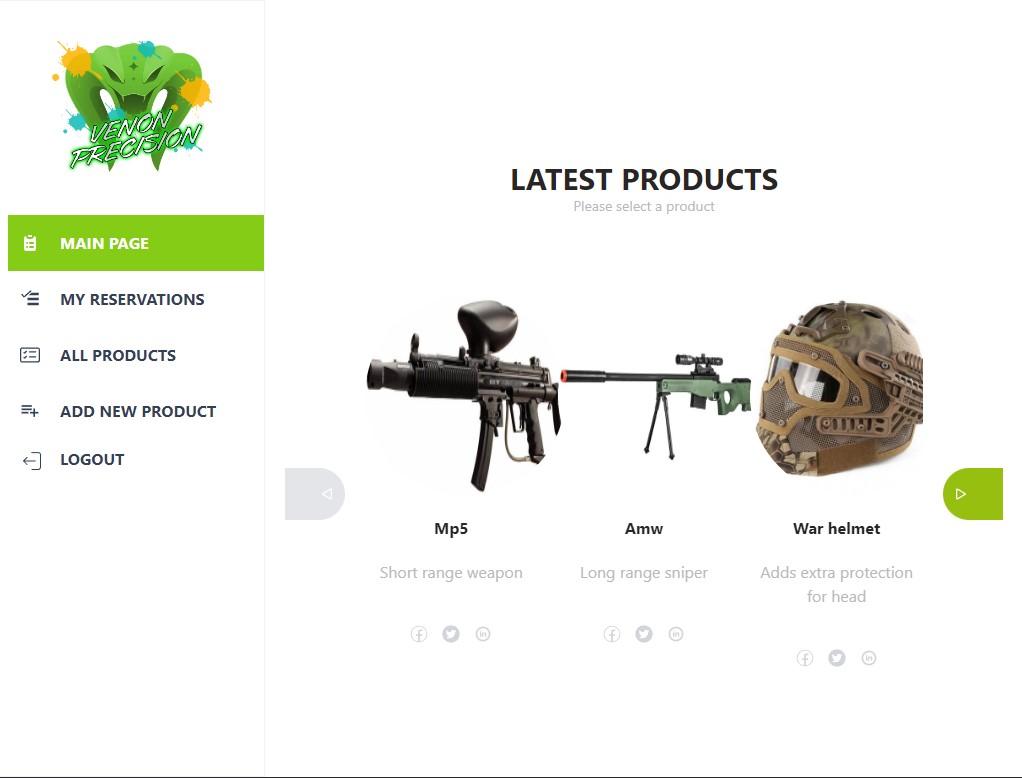 VENON
PRECISION
MAIN PAGE
MY RESERVATIONS
ALL PRODUCTS
ADD NEW PRODUCT
LOGOUT
LATEST PRODUCTS
Please select a product
Mp5
Amw
War helmet
Short range weapon
Long range sniper
Adds extra protection
for head